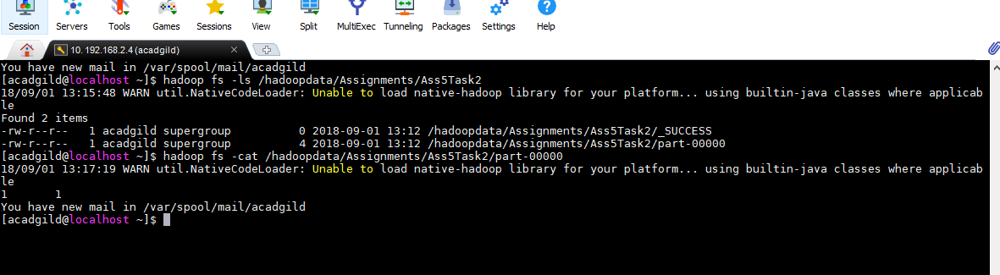 Session Servers Tools Games Sessions View Split MultiExec Tunneling Packages Settings Help
10. 192.168.2.4 (acadgild)
You have new mail in /var/spool/mail/acadgild
[acadgild@localhost ~]$ hadoop fs -ls /hadoopdata/Assignments/Ass5Task2
18/09/01 13:15:48 WARN util.NativeCodeLoader: Unable to load native-hadoop library for your platform... using builtin-java classes where applicab
le
Found 2 items
-rw-r--r--   1 acadgild supergroup          0 2018-09-01 13:12 /hadoopdata/Assignments/Ass5Task2/_SUCCESS
-rw-r--r--   1 acadgild supergroup          4 2018-09-01 13:12 /hadoopdata/Assignments/Ass5Task2/part-00000
[acadgild@localhost ~]$ hadoop fs -cat /hadoopdata/Assignments/Ass5Task2/part-00000
18/09/01 13:17:19 WARN util.NativeCodeLoader: Unable to load native-hadoop library for your platform... using builtin-java classes where applicab
le
1       1
You have new mail in /var/spool/mail/acadgild
[acadgild@localhost ~]$